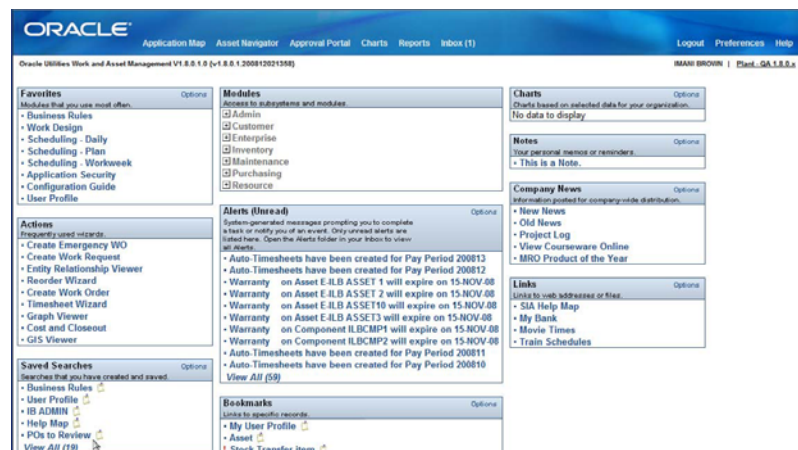 ORACLE
Application Map Asset Navigator Approval Portal Charts Reports Inbox (1) Logout Preferences Help
Oracle Utilities Work and Asset Management V1.8.0.1.0 (v1.8.0.1.200812021358) IMANI BROWN | Plant - QA 1.8.0.x
Favorites Options
Modules that you use most often.
Business Rules
Work Design
Scheduling - Daily
Scheduling - Plan
Scheduling - Workweek
Application Security
Configuration Guide
User Profile
Actions
Frequently used wizards.
Create Emergency WO
Create Work Request
Entity Relationship Viewer
Reorder Wizard
Create Work Order
Timesheet Wizard
Graph Viewer
Cost and Closeout
GIS Viewer
Saved Searches Options
Searches that you have created and saved.
Business Rules
User Profile
IB ADMIN
Help Map
POs to Review
View All (19)
Modules
Access to subsystems and modules.
Admin
Customer
Enterprise
Inventory
Maintenance
Purchasing
Resource
Alerts (Unread) Options
System-generated messages prompting you to complete
a task or notify you of an event. Only unread alerts are
listed here. Open the Alerts folder in your Inbox to view
all Alerts.
Auto-Timesheets have been created for Pay Period 200813
Auto-Timesheets have been created for Pay Period 200812
Warranty on Asset E-ILB ASSET 1 will expire on 15-NOV-08
Warranty on Asset E-ILB ASSET 2 will expire on 15-NOV-08
Warranty on Asset E-ILB ASSET10 will expire on 15-NOV-08
Warranty on Asset E-ILB ASSET3 will expire on 15-NOV-08
Warranty on Component ILBCMP1 will expire on 15-NOV-08
Warranty on Component ILBCMP2 will expire on 15-NOV-08
Auto-Timesheets have been created for Pay Period 200811
Auto-Timesheets have been created for Pay Period 200810
View All (59)
Bookmarks Options
Links to specific records.
My User Profile
Asset
! Stock Transfer item
Charts Options
Charts based on selected data for your organization.
No data to display
Notes Options
Your personal memos or reminders.
This is a Note.
Company News Options
Information posted for company-wide distribution.
New News
Old News
Project Log
View Courseware Online
MRO Product of the Year
Links Options
Links to web addresses or files.
SIA Help Map
My Bank
Movie Times
Train Schedules